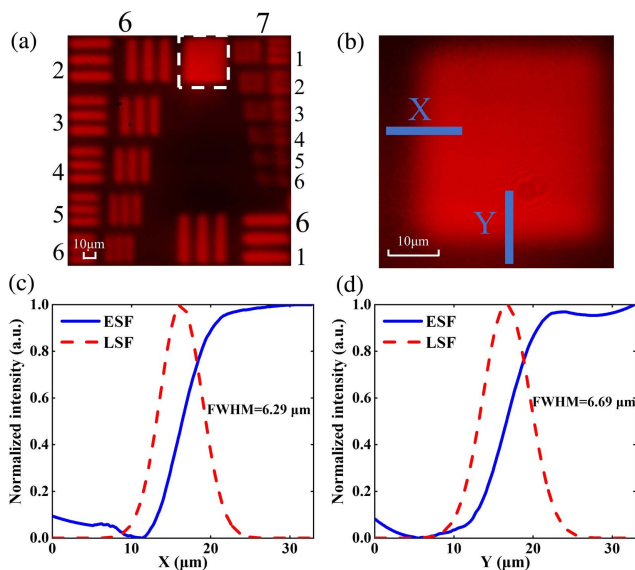 (a)
6
7
2
3
4
5
6
1
2
3
4
5
6
6
1
10μm
(b)
X
Y
10μm
(c)
ESF
LSF
FWHM=6.29 μm
Normalized intensity (a.u.)
1.0
0.8
0.6
0.4
0.2
0.0
0
10
20
30
X (μm)
(d)
ESF
LSF
FWHM=6.69 μm
Normalized intensity (a.u.)
1.0
0.8
0.6
0.4
0.2
0.0
0
10
20
30
Y (μm)